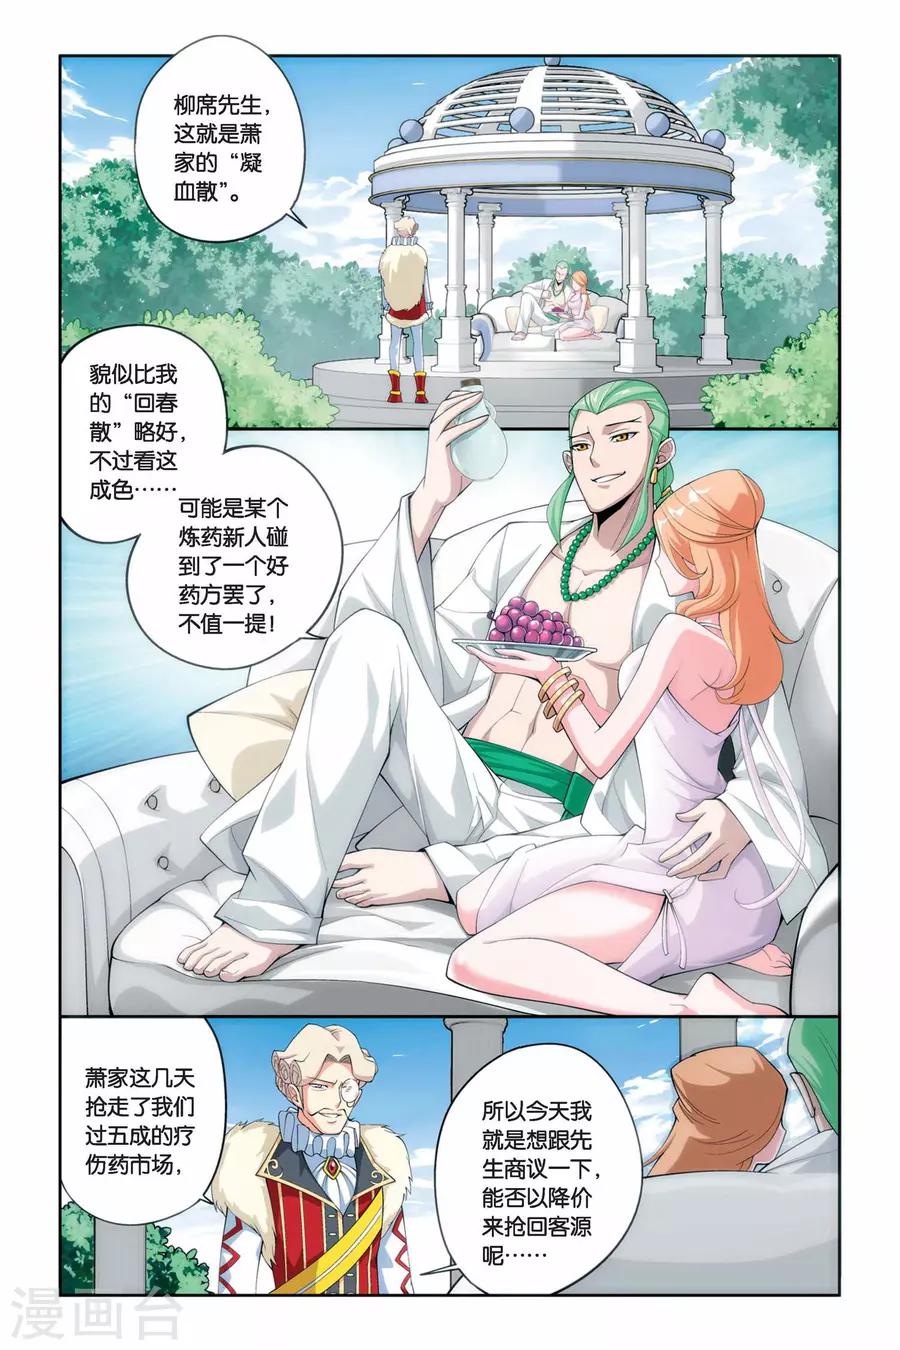 柳席先生，
这就是萧
家的“凝
血散”。
貌似比我
的“回春
散”略好，
不过看这
成色……
可能是某个
炼药新人碰
到了一个好
药方罢了，
不值一提！
萧家这几天
抢走了我们
过五成的疗
伤药市场，
所以今天我
就是想跟先
生商议一下，
能否以降价
来抢回客源
呢……
漫画台